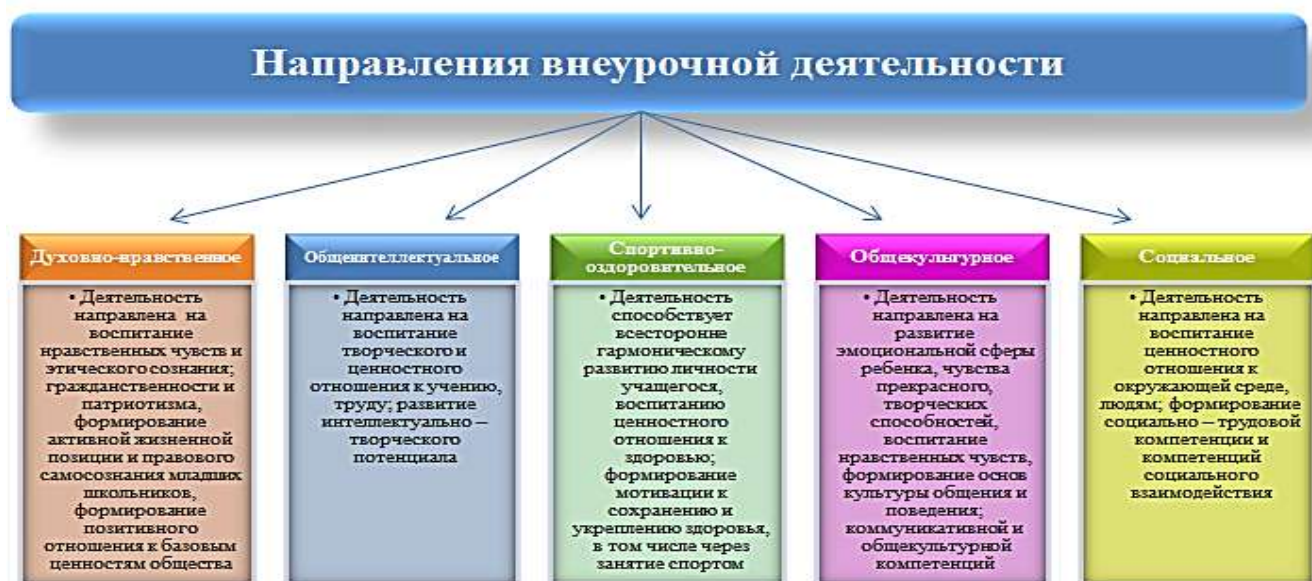 Направления внеурочной деятельности
Духовно-нравственное
• Деятельность
направлена на
воспитание
нравственных чувств и
этического сознания;
гражданственности и
патриотизма,
формирование
активной жизненной
позиции и правового
самосознания младших
школьников,
формирование
позитивного
отношения к базовым
ценностям общества
Общеинтеллектуальное
• Деятельность
направлена на
воспитание
творческого и
ценностного
отношения к учению,
труду; развитие
интеллектуально –
творческого
потенциала
Спортивно-
оздоровительное
• Деятельность
способствует
всесторонне
гармоническому
развитию личности
учащегося,
воспитанию
ценностного
отношения к
здоровью;
формирование
мотивации к
сохранению и
укреплению здоровья,
в том числе через
занятие спортом
Общекультурное
• Деятельность
направлена на
развитие
эмоциональной сферы
ребенка, чувства
прекрасного,
творческих
способностей,
воспитание
нравственных чувств,
формирование основ
культуры общения и
поведения;
коммуникативной и
общекультурной
компетенций
Социальное
• Деятельность
направлена на
воспитание
ценностного
отношения к
окружающей среде,
людям; формирование
социально – трудовой
компетенции и
компетенций
социального
взаимодействия